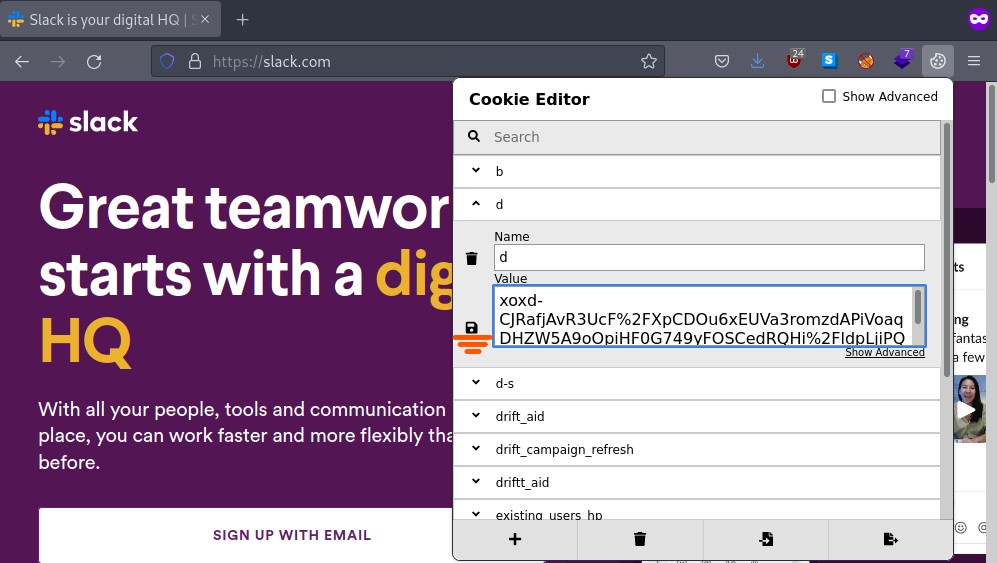 Slack is your digital HQ | S
https://slack.com
24
S
7
Cookie Editor
Show Advanced
Search
b
d
Name
d
Value
xoxd-
CJRafjAvR3UcF%2FXpCDOu6xEUVa3romzdAPiVoaq
DHZW5A9oOpiHF0G749yFOSCedRQHi%2FldpLjiPQ
Show Advanced
d-s
drift_aid
drift_campaign_refresh
driftt_aid
existing_users_hp
slack
Great teamwor
starts with a dig
HQ
With all your people, tools and communication
place, you can work faster and more flexibly tha
before.
SIGN UP WITH EMAIL
ts
ng
fantas
a few